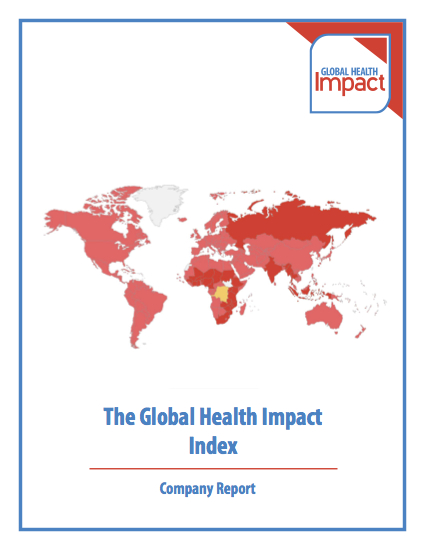 GLOBAL HEALTH
Impact
The Global Health Impact
Index
Company Report